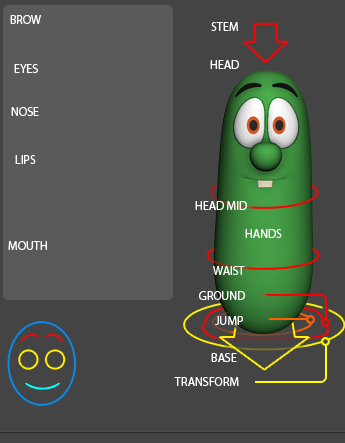 BROW
EYES
NOSE
LIPS
MOUTH
STEM
HEAD
HEAD MID
HANDS
WAIST
GROUND
JUMP
BASE
TRANSFORM